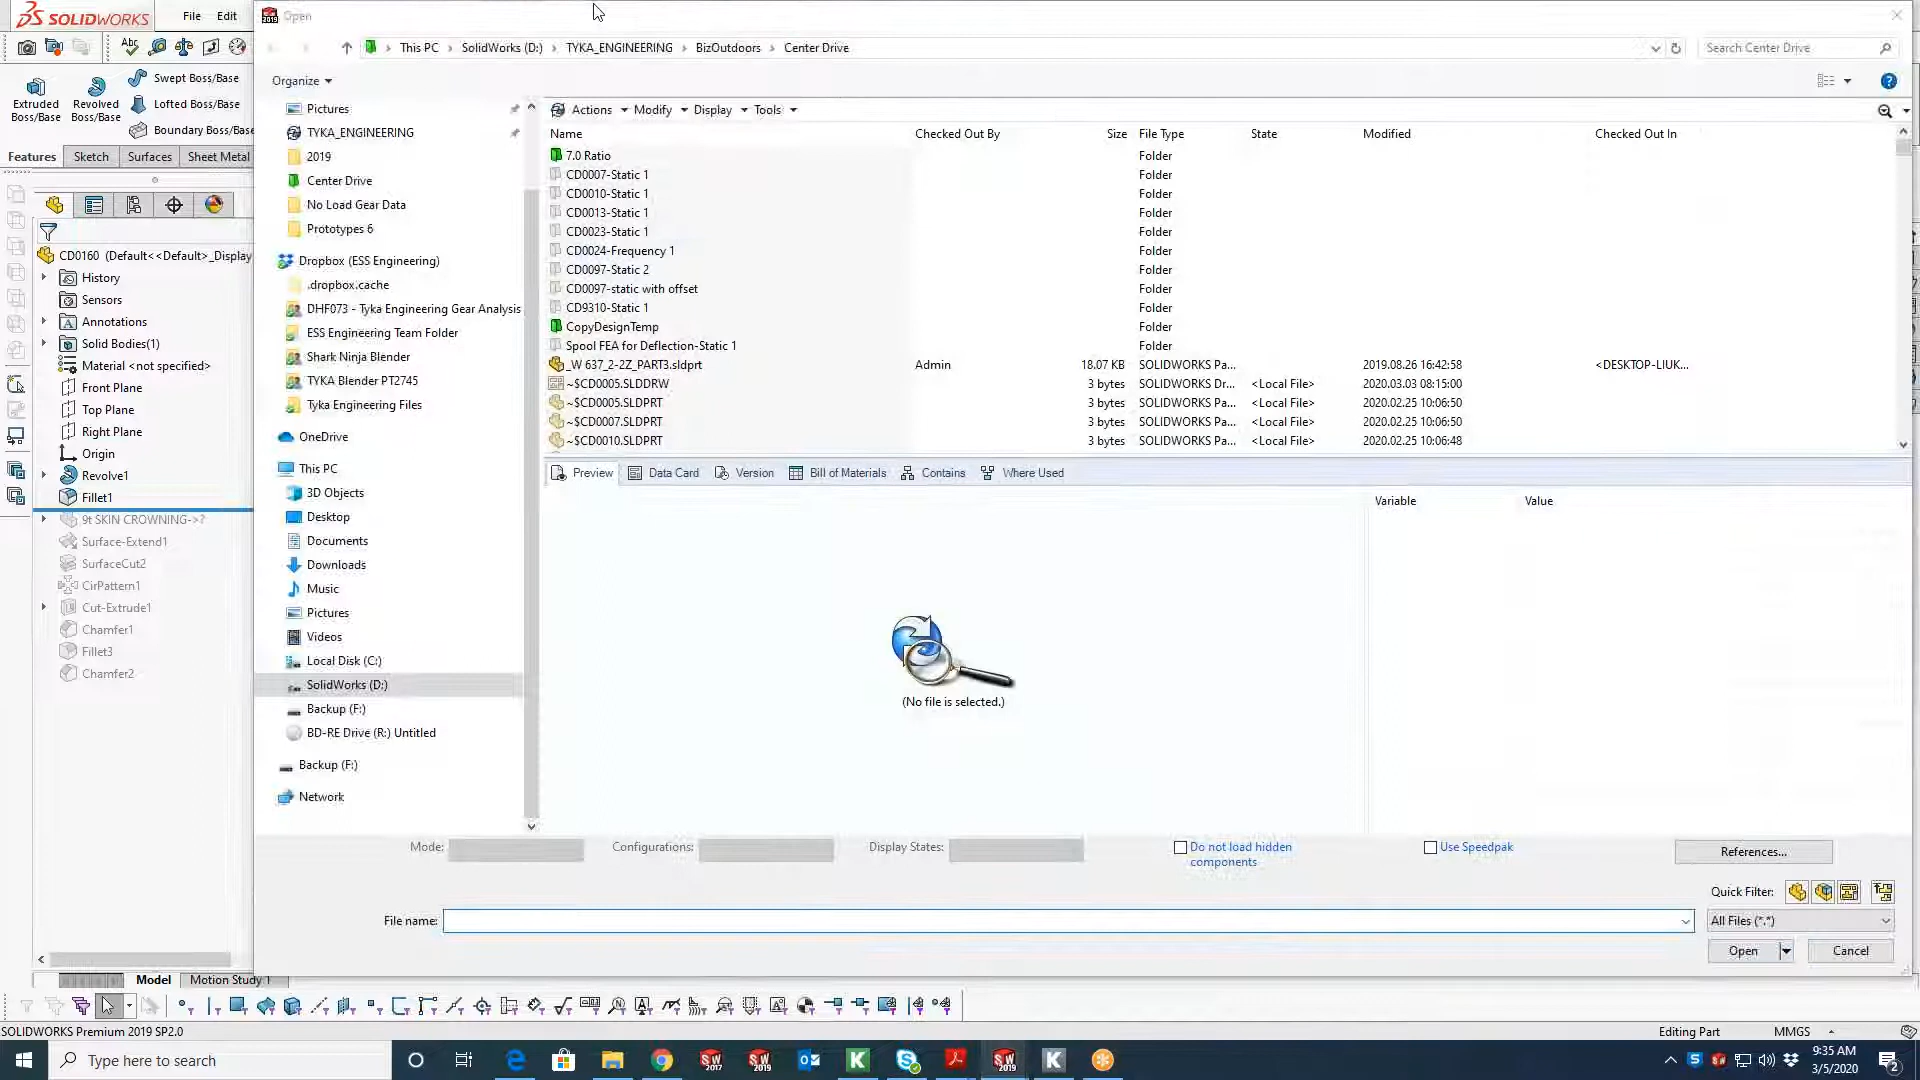 SOLIDWORKS
File
Edit
Open
This PC
SolidWorks (D:)
TYKA_ENGINEERING
BizOutdoors
Center Drive
Search Center Drive
Organize
Extruded Boss/Base
Revolved Boss/Base
Swept Boss/Base
Lofted Boss/Base
Boundary Boss/Base
Features
Sketch
Surfaces
Sheet Metal
CD0160 (Default<<Default>_Display
History
Sensors
Annotations
Solid Bodies(1)
Material <not specified>
Front Plane
Top Plane
Right Plane
Origin
Revolve1
Fillet1
9t SKIN CROWNING->?
Surface-Extend1
SurfaceCut2
CirPattern1
Cut-Extrude1
Chamfer1
Fillet3
Chamfer2
Pictures
TYKA_ENGINEERING
2019
Center Drive
No Load Gear Data
Prototypes 6
Dropbox (ESS Engineering)
.dropbox.cache
DHF073 - Tyka Engineering Gear Analysis
ESS Engineering Team Folder
Shark Ninja Blender
TYKA Blender PT2745
Tyka Engineering Files
OneDrive
This PC
3D Objects
Desktop
Documents
Downloads
Music
Pictures
Videos
Local Disk (C:)
SolidWorks (D:)
Backup (F:)
BD-RE Drive (R:) Untitled
Backup (F:)
Network
Actions
Modify
Display
Tools
Name Checked Out By Size File Type State Modified Checked Out In
7.0 Ratio Folder
CD0007-Static 1 Folder
CD0010-Static 1 Folder
CD0013-Static 1 Folder
CD0023-Static 1 Folder
CD0024-Frequency 1 Folder
CD0097-Static 2 Folder
CD0097-static with offset Folder
CD9310-Static 1 Folder
CopyDesignTemp Folder
Spool FEA for Deflection-Static 1 Folder
_W 637_2-2Z_PART3.sldprt Admin 18.07 KB SOLIDWORKS Pa... 2019.08.26 16:42:58 <DESKTOP-LIUK...
~$CD0005.SLDDRW 3 bytes SOLIDWORKS Dr... <Local File> 2020.03.03 08:15:00
~$CD0005.SLDPRT 3 bytes SOLIDWORKS Pa... <Local File> 2020.02.25 10:06:50
~$CD0007.SLDPRT 3 bytes SOLIDWORKS Pa... <Local File> 2020.02.25 10:06:50
~$CD0010.SLDPRT 3 bytes SOLIDWORKS Pa... <Local File> 2020.02.25 10:06:48
Preview
Data Card
Version
Bill of Materials
Contains
Where Used
Variable
Value
(No file is selected.)
Mode:
Configurations:
Display States:
Do not load hidden
components
Use Speedpak
References...
Quick Filter:
File name:
All Files (*.*)
Open
Cancel
Model
Motion Study 1
SOLIDWORKS Premium 2019 SP2.0
Editing Part
MMGS
Type here to search
9:35 AM
3/5/2020